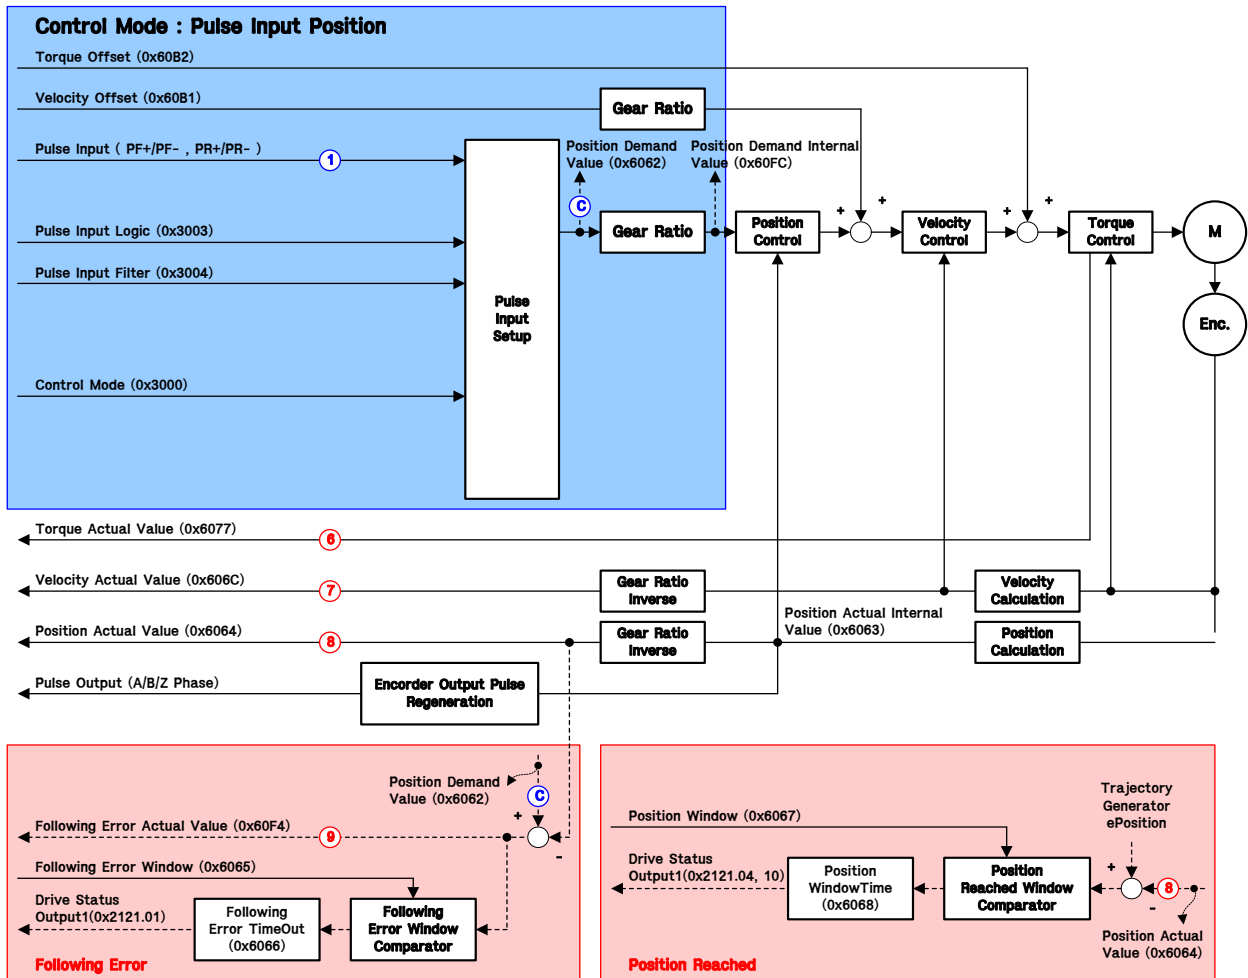 Control Mode : Pulse Input Position
Torque Offset (0x60B2)
Velocity Offset (0x60B1)
Gear Ratio
Pulse Input ( PF+/PF- , PR+/PR- )
1
Position Demand
Value (0x6062)
Position Demand Internal
Value (0x60FC)
C
+
+
+
+
Pulse Input Logic (0x3003)
Gear Ratio
Position
Control
Velocity
Control
Torque
Control
M
Pulse Input Filter (0x3004)
Pulse
Input
Setup
Enc.
Control Mode (0x3000)
Torque Actual Value (0x6077)
6
Velocity Actual Value (0x606C)
7
Gear Ratio
Inverse
Velocity
Calculation
Position Actual Value (0x6064)
8
Gear Ratio
Inverse
Position Actual Internal
Value (0x6063)
Position
Calculation
Pulse Output (A/B/Z Phase)
Encorder Output Pulse
Regeneration
Position Demand
Value (0x6062)
C
+
-
Following Error Actual Value (0x60F4)
9
Following Error Window (0x6065)
Drive Status
Output1(0x2121.01)
Following
Error TimeOut
(0x6066)
Following
Error Window
Comparator
Following Error
Trajectory
Generator
ePosition
Position Window (0x6067)
Drive Status
Output1(0x2121.04, 10)
Position
WindowTime
(0x6068)
Position
Reached Window
Comparator
+
8
-
Position Actual
Value (0x6064)
Position Reached